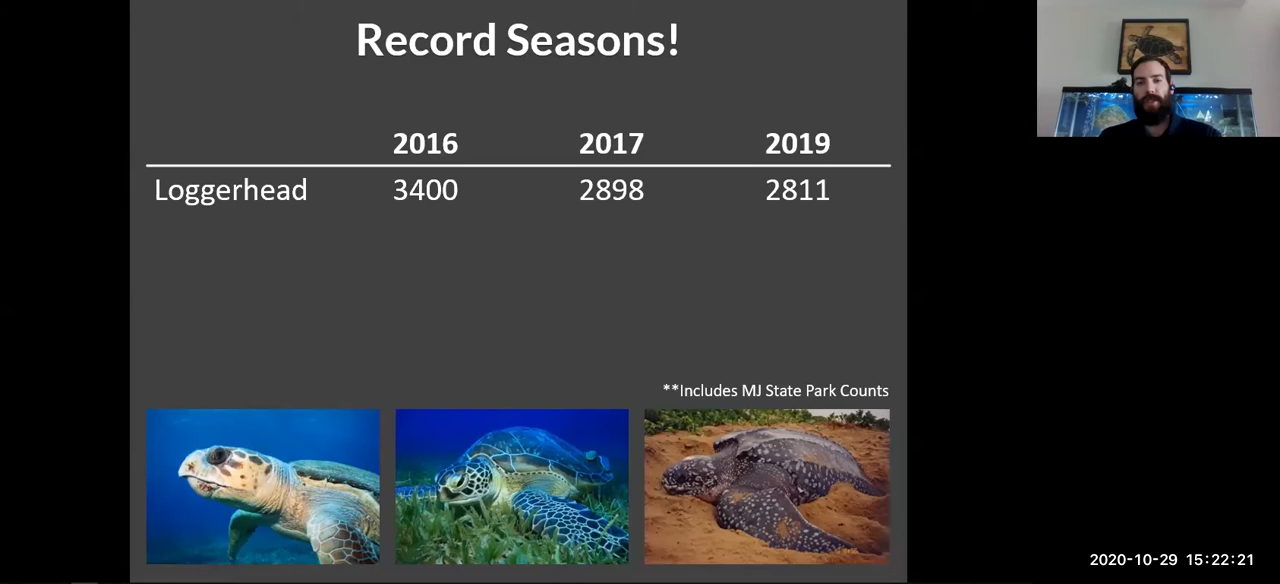 Record Seasons!
2016 2017 2019
Loggerhead 3400 2898 2811
**Includes MJ State Park Counts
2020-10-29 15:22:21